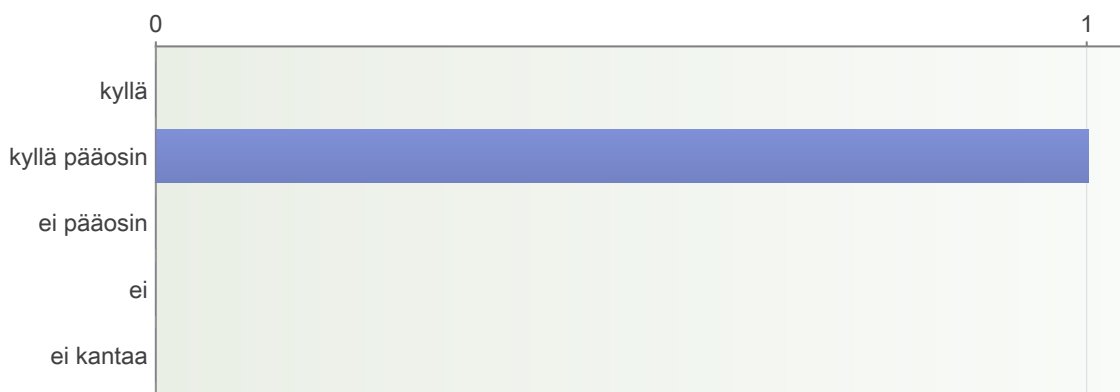 0 1
kyllä
kyllä pääosin
ei pääosin
ei
ei kantaa